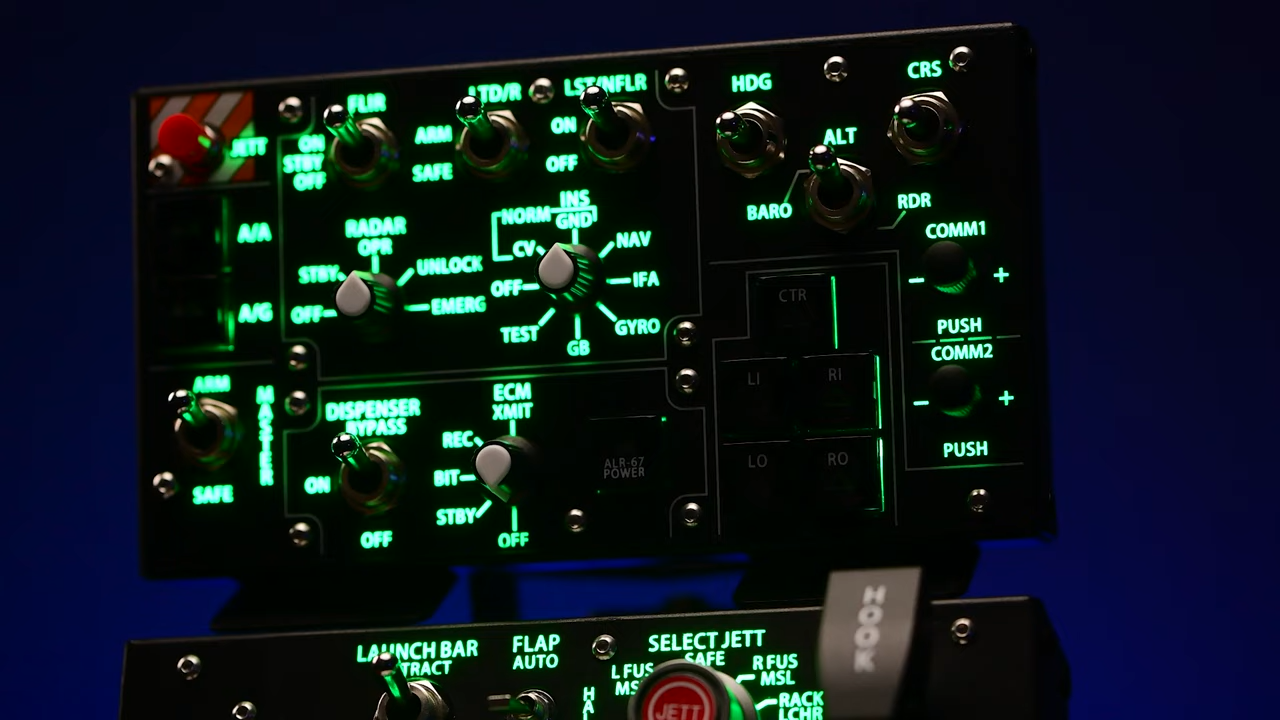 FLIR
LTD/R
LST/NFLR
HDG
CRS
JETT
ON
STBY
OFF
ARM
SAFE
ON
OFF
ALT
BARO
RDR
A/A
A/G
RADAR
OPR
STBY
OFF
UNLOCK
EMERG
INS
NORM
GND
CV
OFF
NAV
IFA
GYRO
TEST
GB
COMM1
- +
PUSH
COMM2
- +
PUSH
CTR
LI
RI
LO
RO
ARM
MASTER
SAFE
DISPENSER
BYPASS
ON
OFF
ECM
XMIT
REC
BIT
STBY
OFF
ALR-67
POWER
HOOK
LAUNCH BAR
FLAP
AUTO
SELECT JETT
SAFE
L FUS
R FUS
MSL
RACK
LCHR
JETT